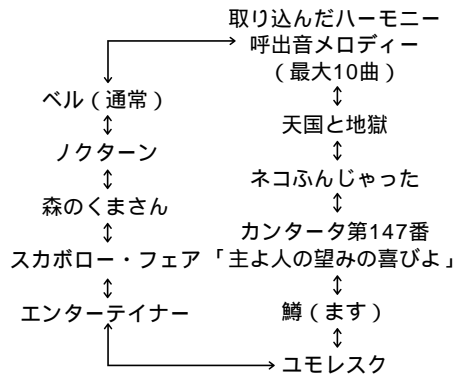 取り込んだハーモニー
呼出音メロディー
（最大10曲）
ベル（通常）
天国と地獄
ノクターン
ネコふんじゃった
森のくまさん
カンタータ第147番
スカボロー・フェア「主よ人の望みの喜びよ」
エンターテイナー
鱒（ます）
ユモレスク